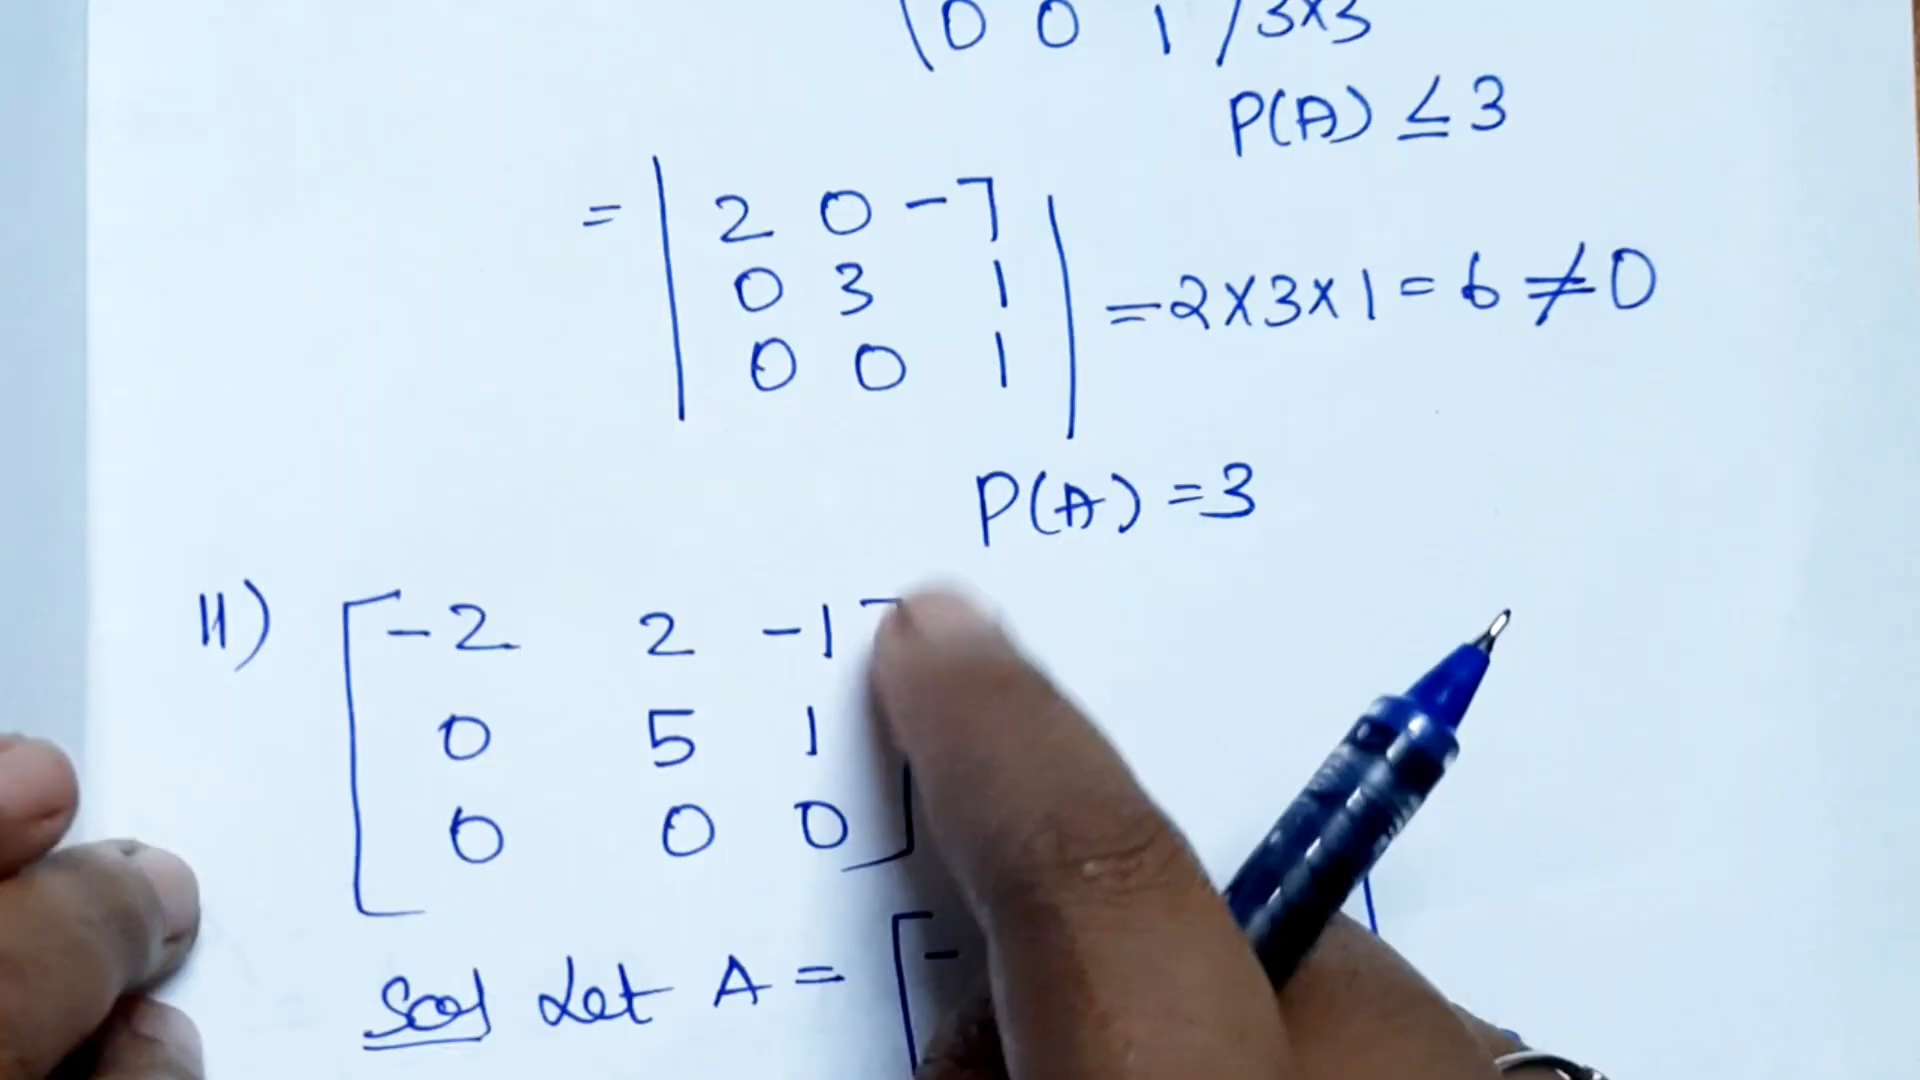 (0 0 1)3×3
P(A) ≤ 3
= | 2 0 -7 |
| 0 3 1 | = 2×3×1 = 6 ≠ 0
| 0 0 1 |
P(A) = 3
11) [ -2 2 -1 ]
0 5 1
0 0 0
Sol Let A = [ -